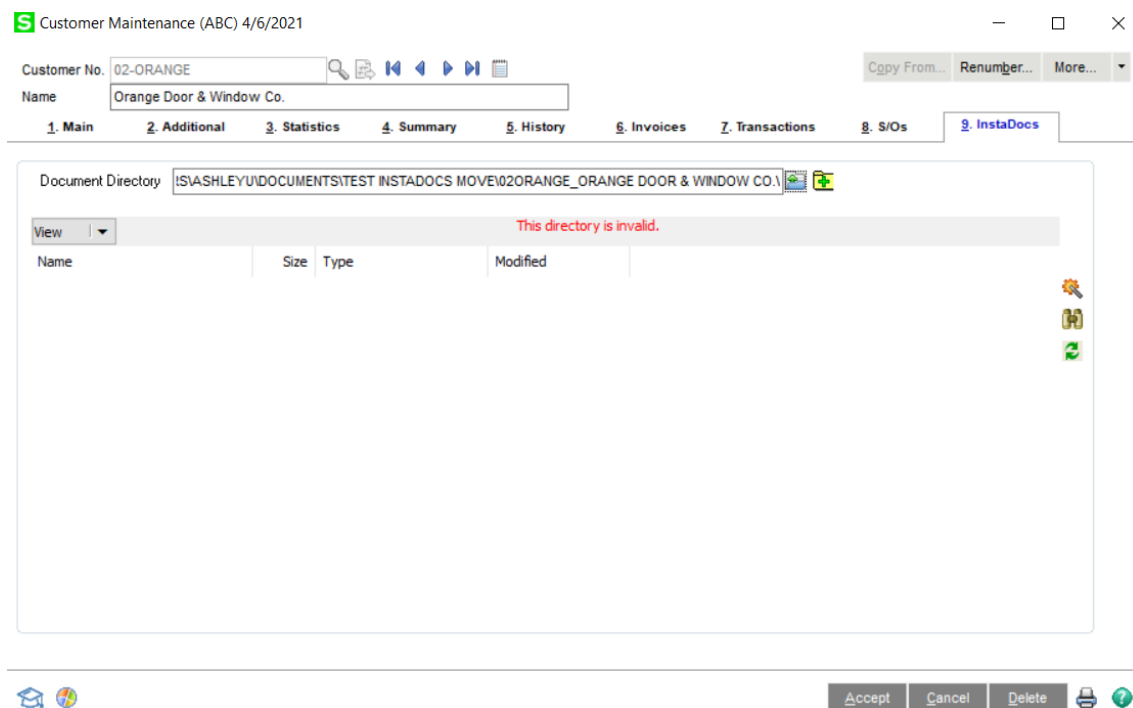 S Customer Maintenance (ABC) 4/6/2021
Customer No. 02-ORANGE Copy From... Renumber... More...
Name Orange Door & Window Co.
1. Main 2. Additional 3. Statistics 4. Summary 5. History 6. Invoices 7. Transactions 8. S/Os 9. InstaDocs
Document Directory !S\ASHLEYU\DOCUMENTS\TEST INSTADOCS MOVE\02ORANGE_ORANGE DOOR & WINDOW CO.\
View This directory is invalid.
Name Size Type Modified
Accept Cancel Delete